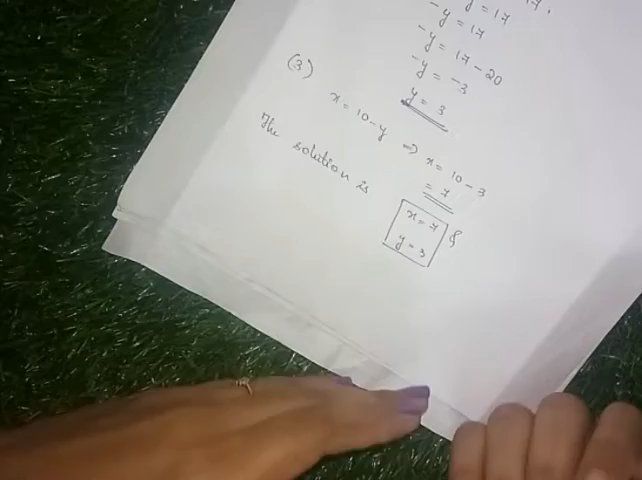 y = 17
-y = 17
-y = 17 - 20
-y = -3
y = 3
(3)
x = 10 - y ⇒ x = 10 - 3
= 7
The solution is
x = 7
y = 3